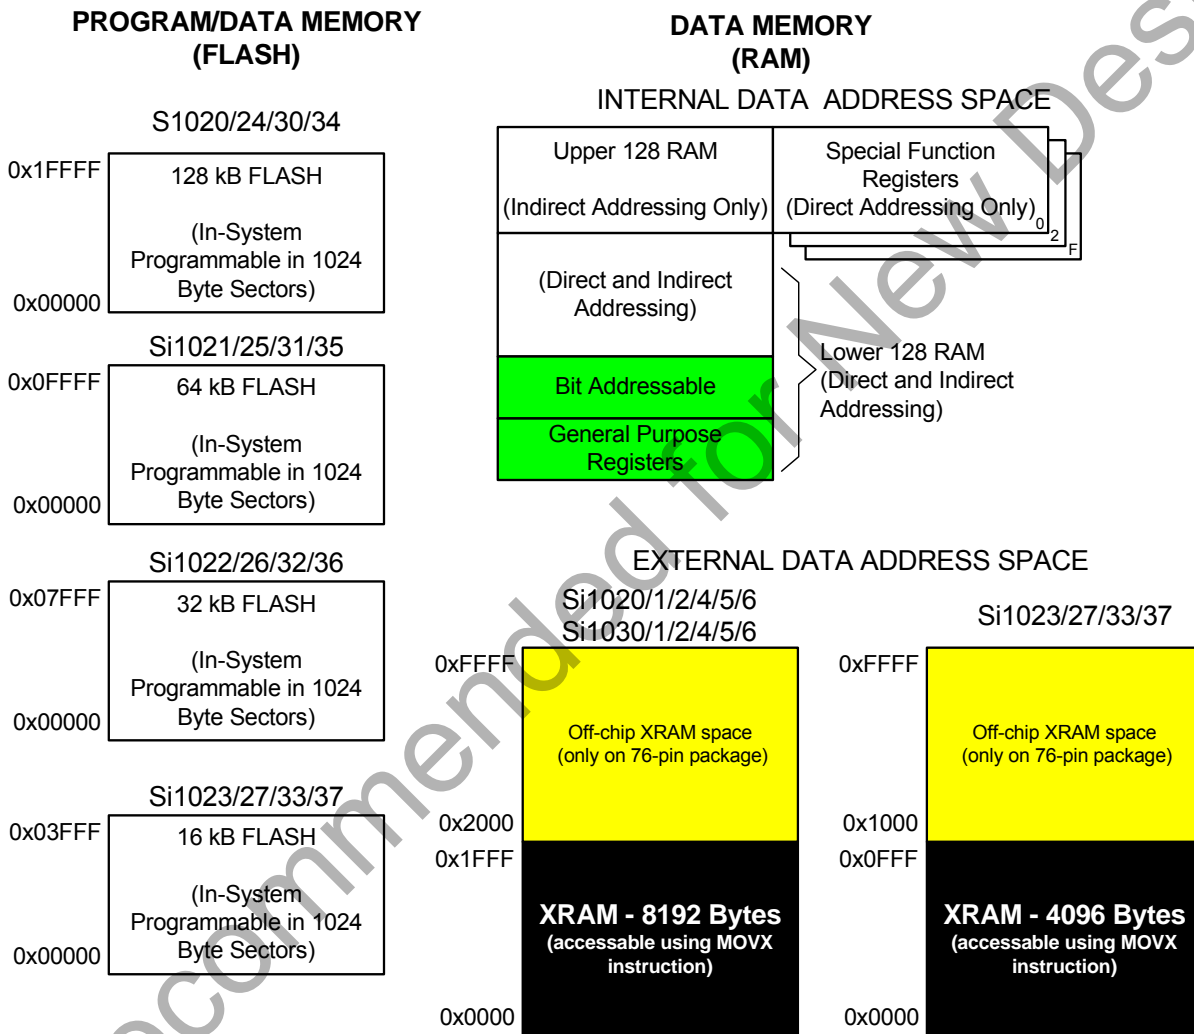 PROGRAM/DATA MEMORY
(FLASH)
S1020/24/30/34
0x1FFFF
128 kB FLASH
(In-System
Programmable in 1024
Byte Sectors)
0x00000
Si1021/25/31/35
0x0FFFF
64 kB FLASH
(In-System
Programmable in 1024
Byte Sectors)
0x00000
Si1022/26/32/36
0x07FFF
32 kB FLASH
(In-System
Programmable in 1024
Byte Sectors)
0x00000
Si1023/27/33/37
0x03FFF
16 kB FLASH
(In-System
Programmable in 1024
Byte Sectors)
0x00000
DATA MEMORY
(RAM)
INTERNAL DATA ADDRESS SPACE
Upper 128 RAM
(Indirect Addressing Only)
Special Function
Registers
(Direct Addressing Only)
0
2
F
(Direct and Indirect
Addressing)
Bit Addressable
General Purpose
Registers
Lower 128 RAM
(Direct and Indirect
Addressing)
EXTERNAL DATA ADDRESS SPACE
Si1020/1/2/4/5/6
Si1030/1/2/4/5/6
0xFFFF
Off-chip XRAM space
(only on 76-pin package)
0x2000
0x1FFF
XRAM - 8192 Bytes
(accessable using MOVX
instruction)
0x0000
Si1023/27/33/37
0xFFFF
Off-chip XRAM space
(only on 76-pin package)
0x1000
0x0FFF
XRAM - 4096 Bytes
(accessable using MOVX
instruction)
0x0000
ecommended for New Des